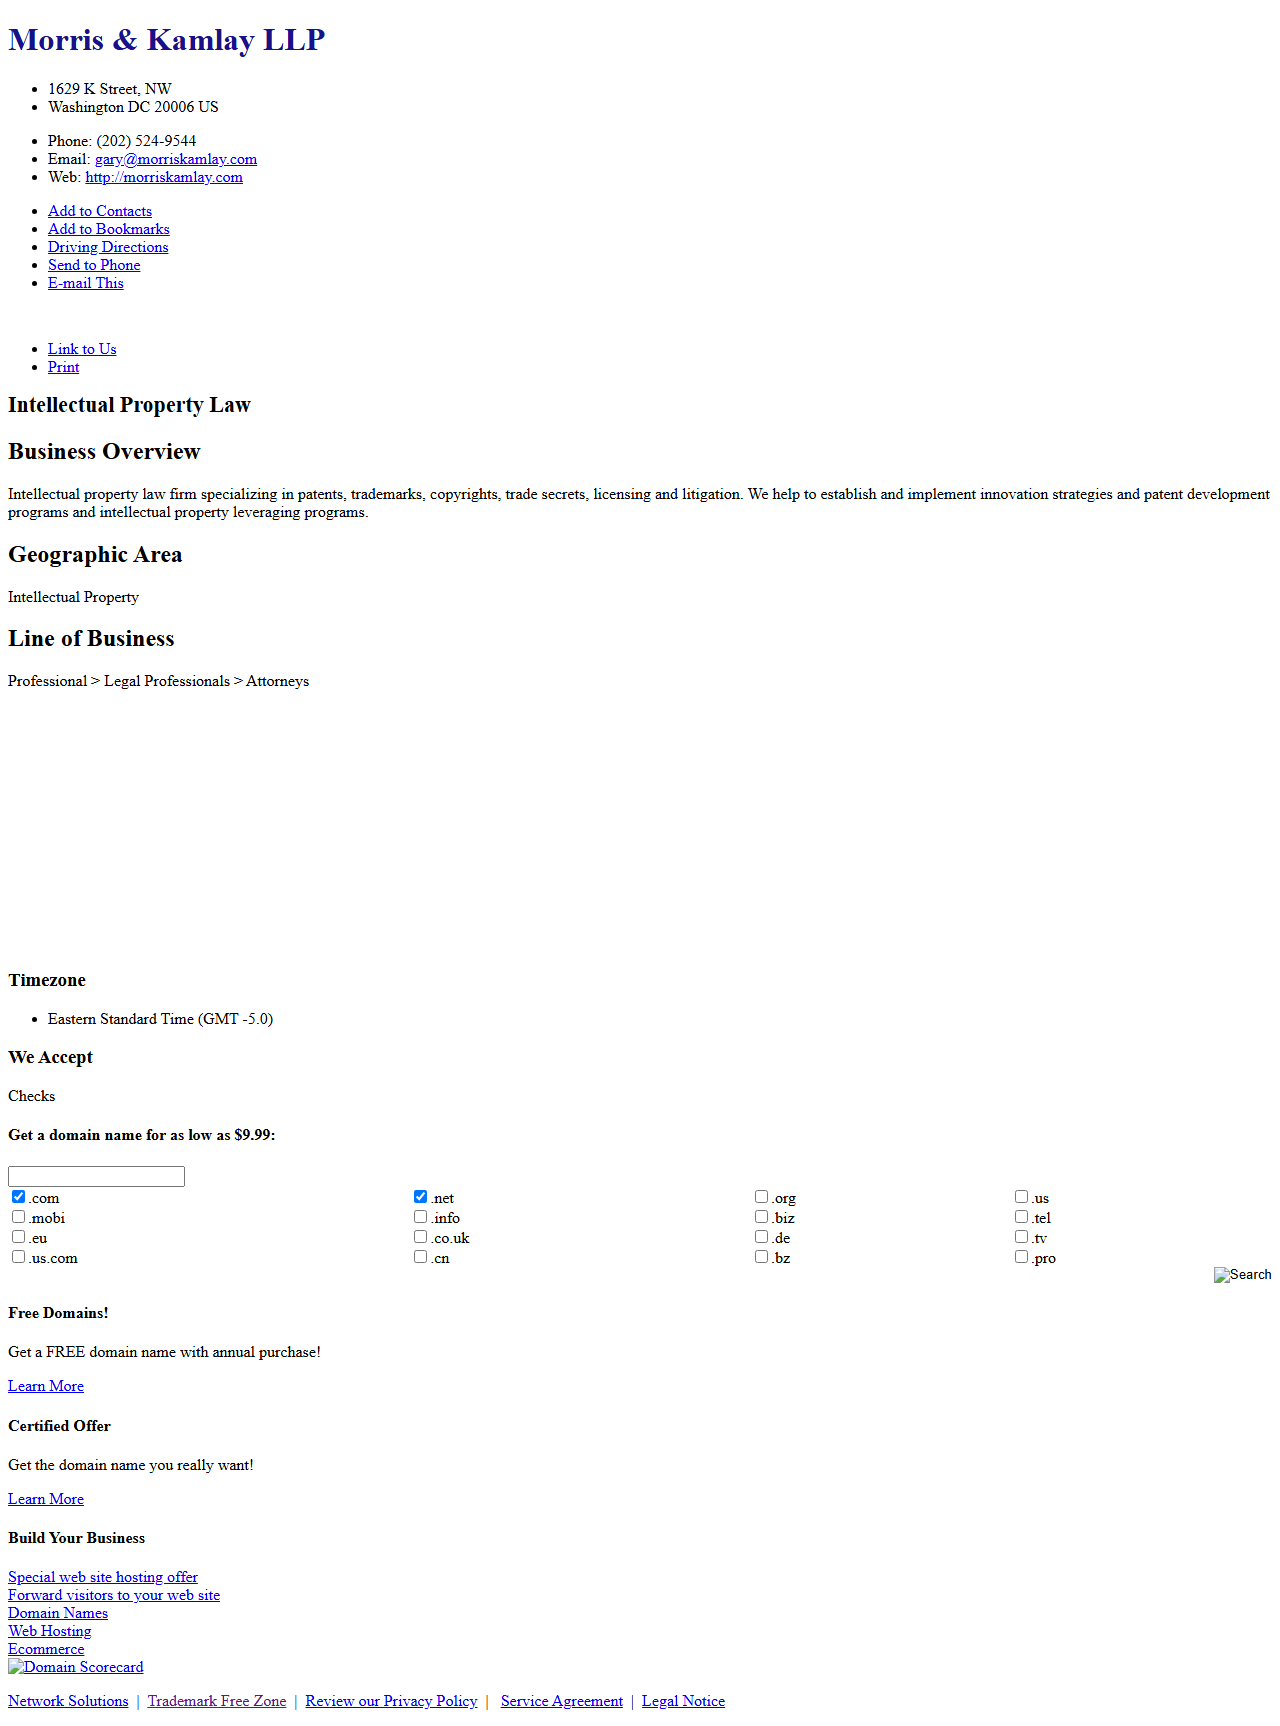 Morris & Kamlay LLP
1629 K Street, NW
Washington DC 20006 US
Phone: (202) 524-9544
Email: gary@morriskamlay.com
Web: http://morriskamlay.com
Add to Contacts
Add to Bookmarks
Driving Directions
Send to Phone
E-mail This
Link to Us
Print
Intellectual Property Law
Business Overview
Intellectual property law firm specializing in patents, trademarks, copyrights, trade secrets, licensing and litigation. We help to establish and implement innovation strategies and patent development
programs and intellectual property leveraging programs.
Geographic Area
Intellectual Property
Line of Business
Professional > Legal Professionals > Attorneys
Timezone
Eastern Standard Time (GMT -5.0)
We Accept
Checks
Get a domain name for as low as $9.99:
.com .net .org .us
.mobi .info .biz .tel
.eu .co.uk .de .tv
.us.com .cn .bz .pro
Search
Free Domains!
Get a FREE domain name with annual purchase!
Learn More
Certified Offer
Get the domain name you really want!
Learn More
Build Your Business
Special web site hosting offer
Forward visitors to your web site
Domain Names
Web Hosting
Ecommerce
Domain Scorecard
Network Solutions | Trademark Free Zone | Review our Privacy Policy | Service Agreement | Legal Notice